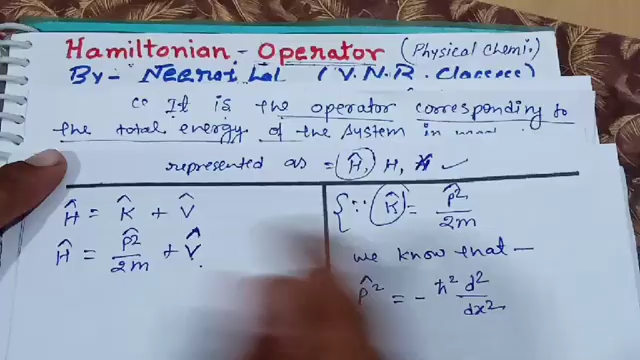 Hamiltonian - Operator (Physical Chemi.)
By - Neeraj Lal (V.N.R. Classes)
“ It is the operator corresponding to
the total energy of the system in
represented as = Ĥ, H, ✓
Ĥ = K̂ + V̂
Ĥ = P̂²/2m + V̂.
{∵ K̂ = P̂²/2m
we know that —
p̂² = - ħ² d²/dx²